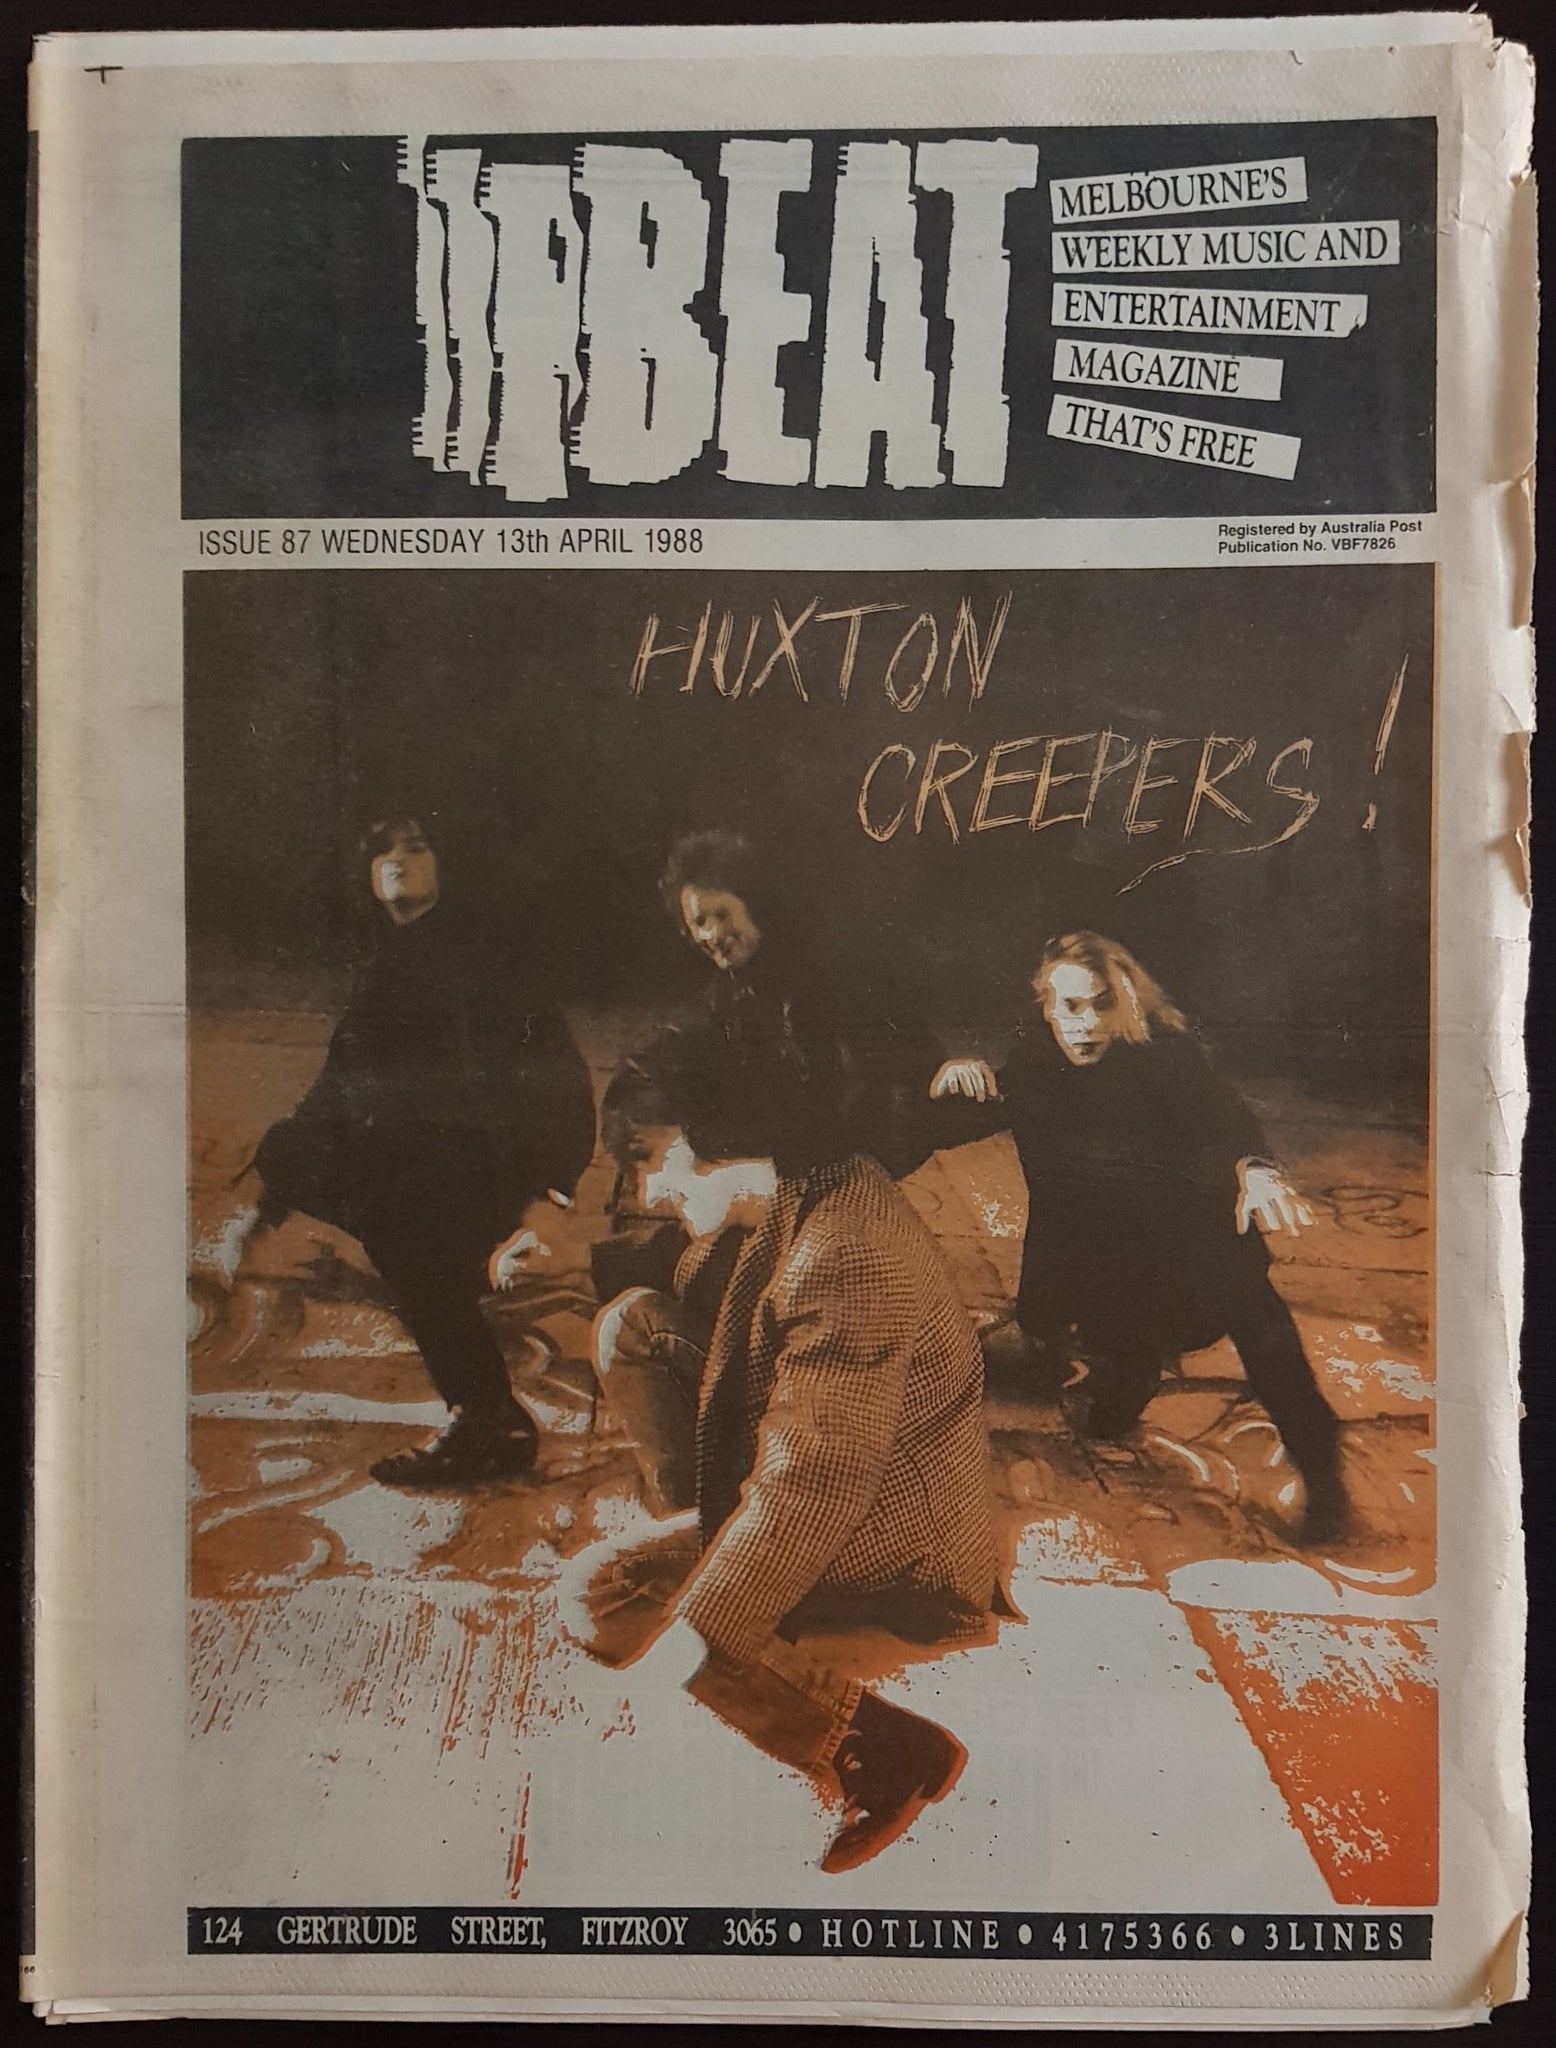 UPBEAT
MELBOURNE'S
WEEKLY MUSIC AND
ENTERTAINMENT
MAGAZINE
THAT'S FREE
ISSUE 87 WEDNESDAY 13th APRIL 1988
Registered by Australia Post
Publication No. VBF7826
HUXTON
CREEPERS!
124 GERTRUDE STREET, FITZROY 3065 • HOTLINE • 4175366 • 3LINES